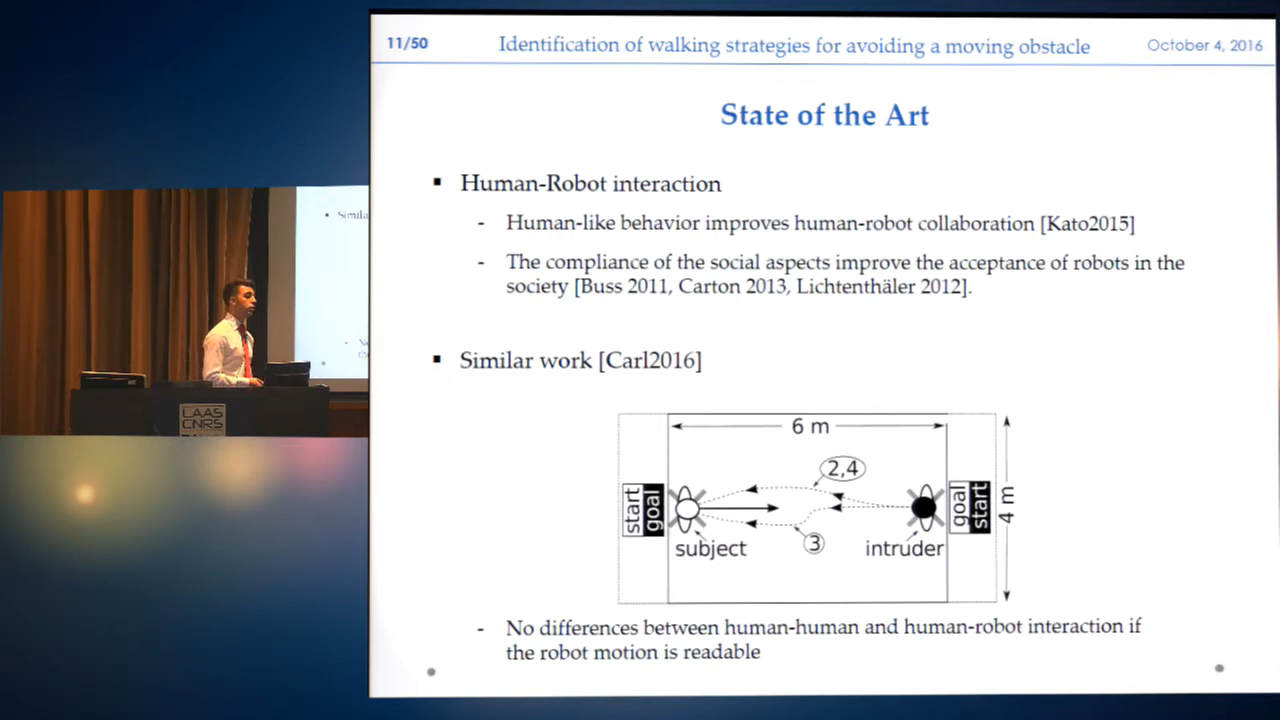 11/50 Identification of walking strategies for avoiding a moving obstacle October 4, 2016
State of the Art
▪ Human-Robot interaction
- Human-like behavior improves human-robot collaboration [Kato2015]
- The compliance of the social aspects improve the acceptance of robots in the
society [Buss 2011, Carton 2013, Lichtenthäler 2012].
▪ Similar work [Carl2016]
6 m
2,4
start
goal
goal
start
4 m
subject
3
intruder
- No differences between human-human and human-robot interaction if
the robot motion is readable
• Simila
LAAS
CNRS